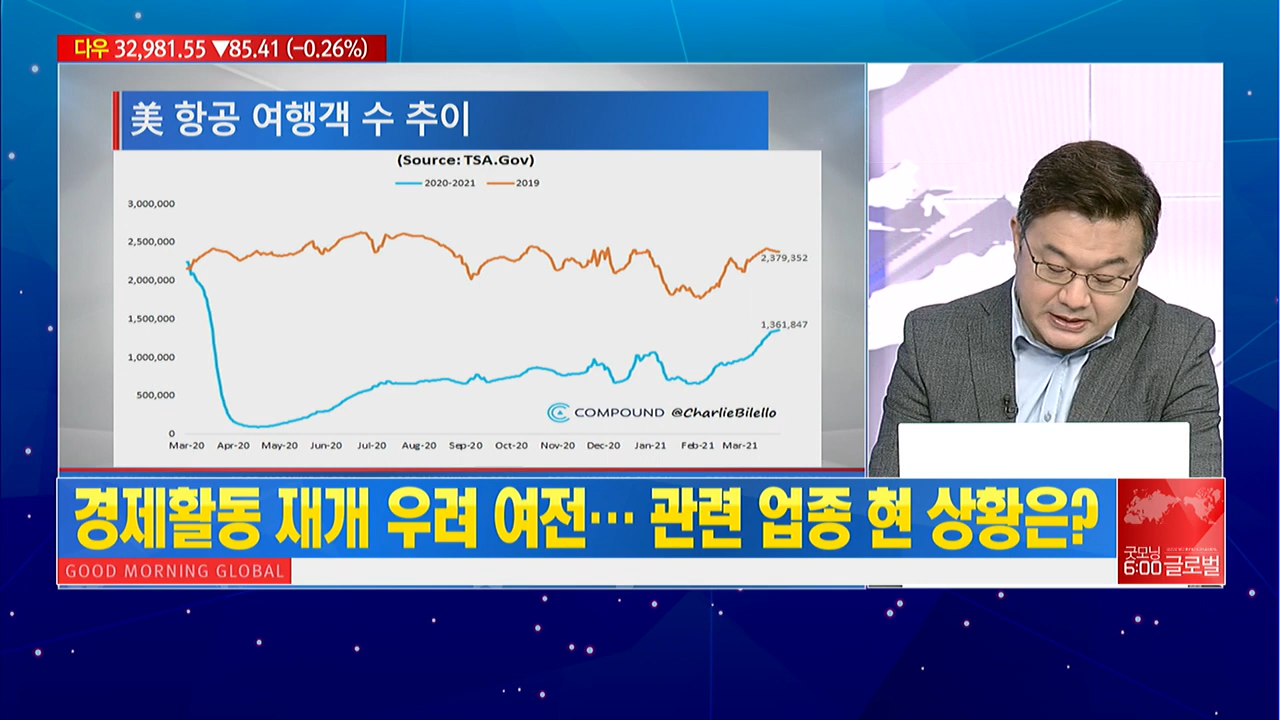 다우 32,981.55 ▼85.41 (-0.26%)
美 항공 여행객 수 추이
(Source: TSA.Gov)
2020-2021 2019
3,000,000
2,500,000
2,000,000
1,500,000
1,000,000
500,000
0
2,379,352
1,361,847
COMPOUND @CharlieBilello
Mar-20 Apr-20 May-20 Jun-20 Jul-20 Aug-20 Sep-20 Oct-20 Nov-20 Dec-20 Jan-21 Feb-21 Mar-21
경제활동 재개 우려 여전… 관련 업종 현 상황은?
GOOD MORNING GLOBAL
굿모닝
6:00 글로벌